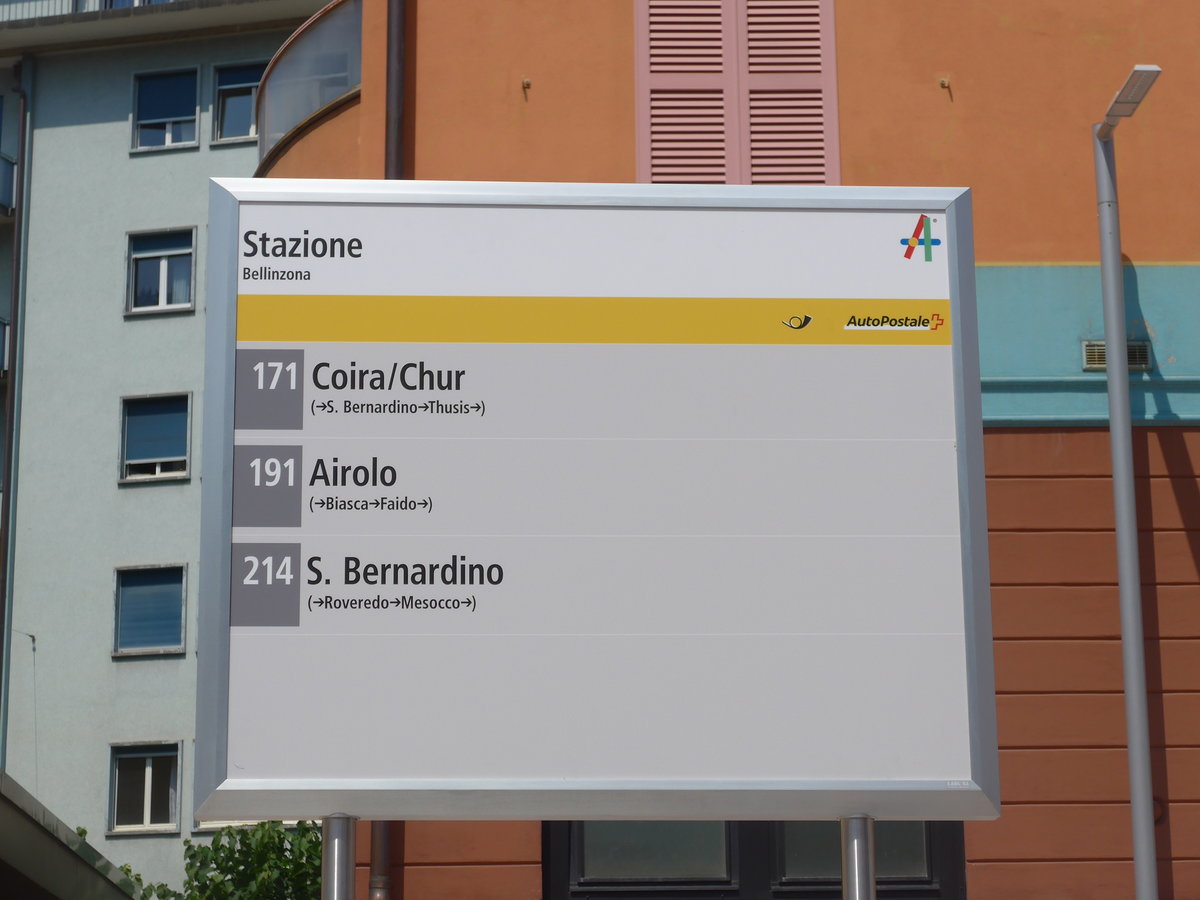 Stazione
Bellinzona
AutoPostale
171 Coira/Chur
(→S. Bernardino→Thusis→)
191 Airolo
(→Biasca→Faido→)
214 S. Bernardino
(→Roveredo→Mesocco→)